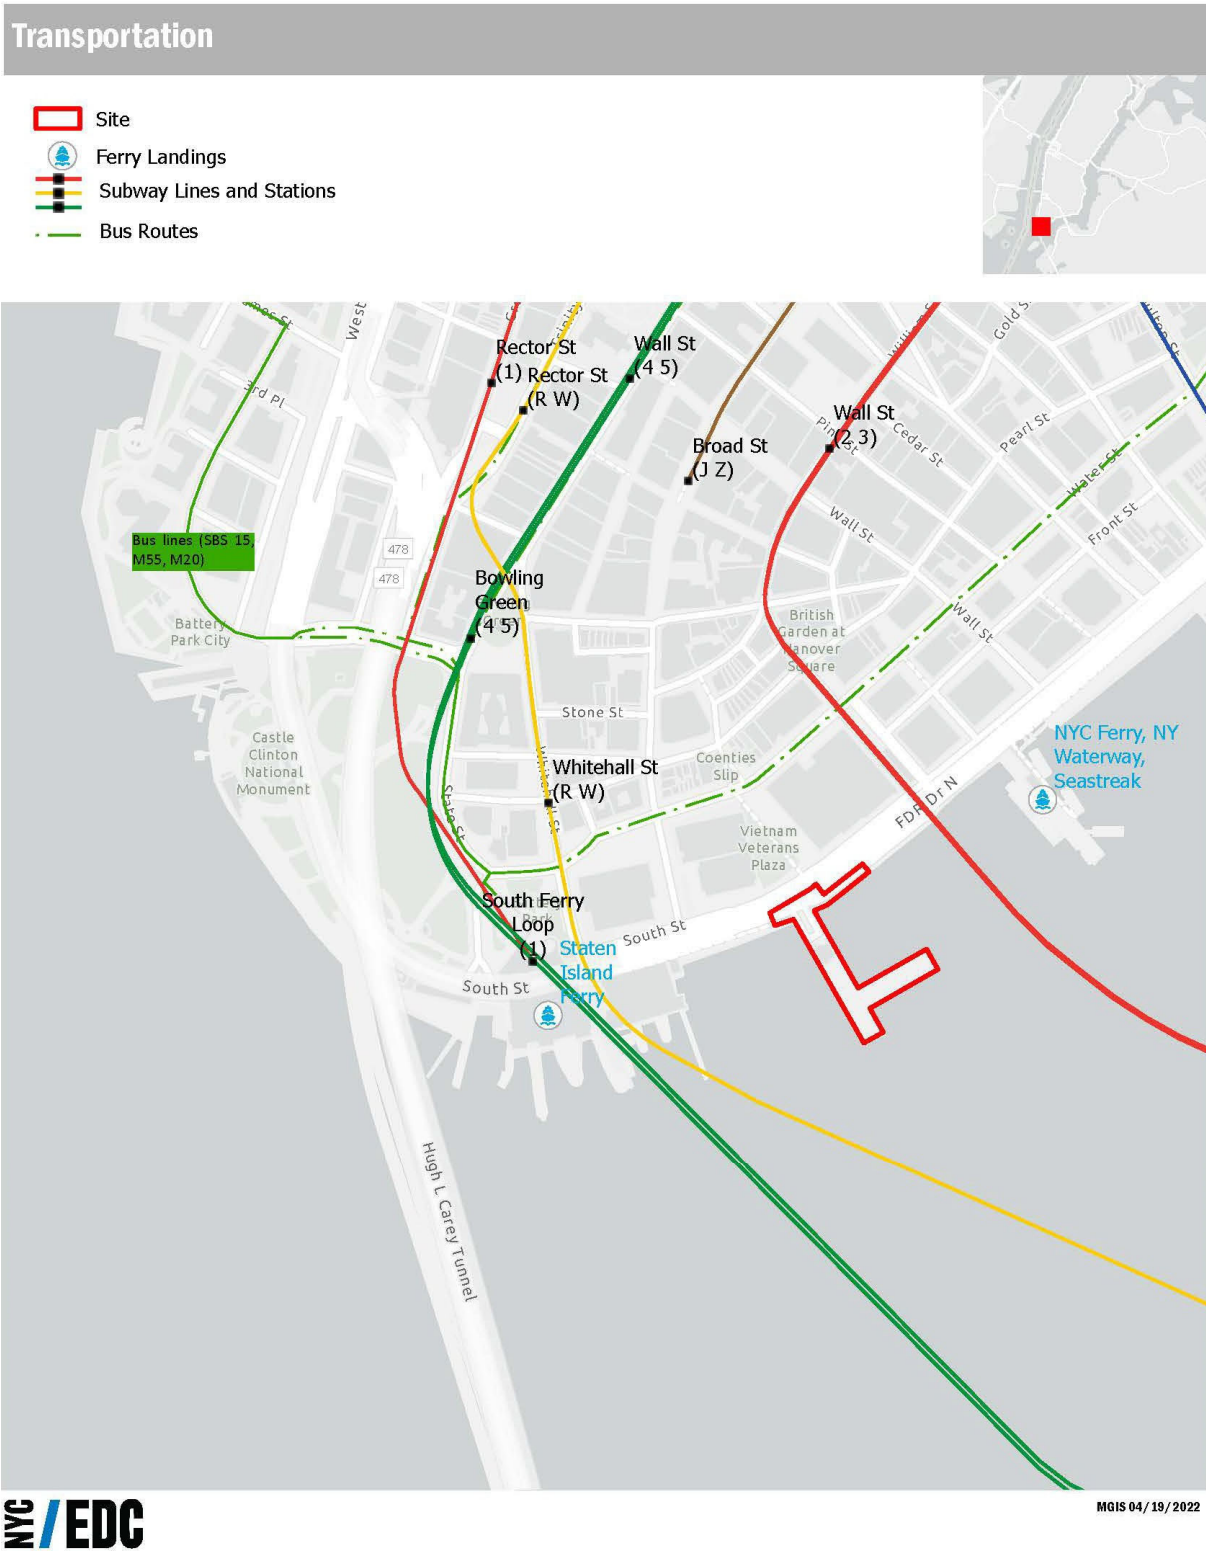 Transportation
Site
Ferry Landings
Subway Lines and Stations
Bus Routes
West
3rd Pl
Rector St
(1)
Rector St
(R W)
Wall St
(4 5)
Broad St
(J Z)
Wall St
(2 3)
Gold S
Cedar St
Pearl St
Water St
Front St
Wall St
Wall St
Bus lines (SBS 15,
M55, M20)
478
478
Battery
Park City
Bowling
Green
(4 5)
British
Garden at
Hanover
Square
Stone St
Castle
Clinton
National
Monument
Coenties
Slip
Whitehall St
(R W)
State St
NYC Ferry, NY
Waterway,
Seastreak
FDR Dr N
Vietnam
Veterans
Plaza
South Ferry
Loop
(1)
Park
South St
South St
Staten
Island
Ferry
Hugh L Carey Tunnel
NYC
EDC
MGIS 04/19/2022